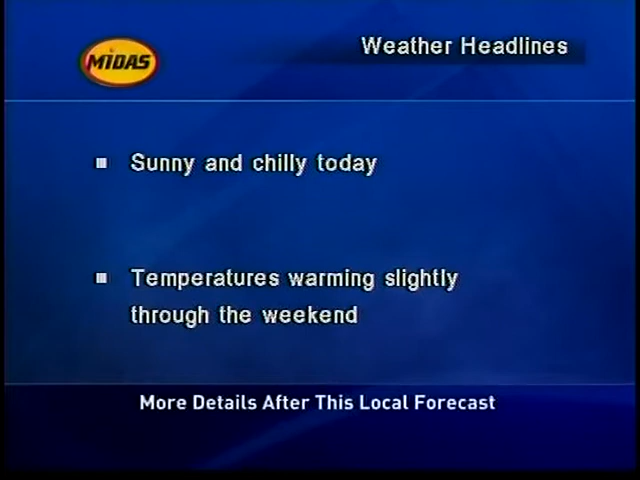 MIDAS
Weather Headlines
Sunny and chilly today
Temperatures warming slightly
through the weekend
More Details After This Local Forecast